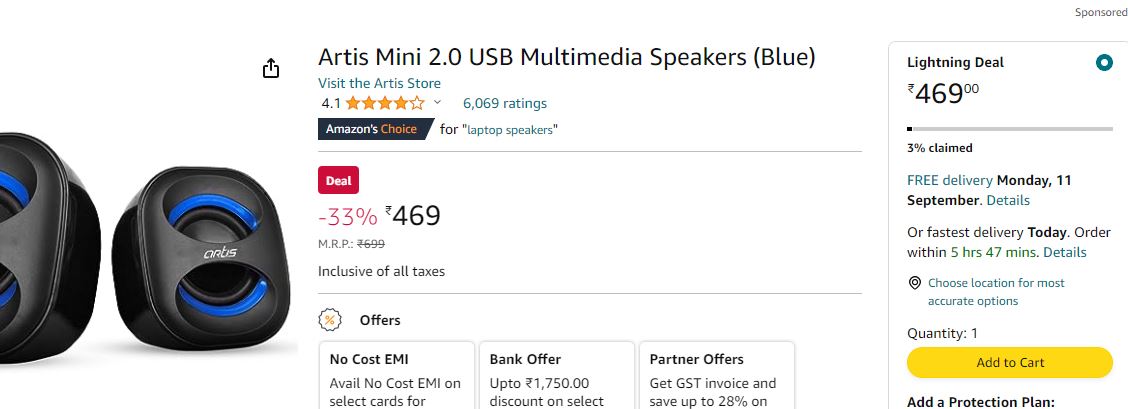 Sponsored
Artis Mini 2.0 USB Multimedia Speakers (Blue)
Visit the Artis Store
4.1 6,069 ratings
Amazon's Choice for "laptop speakers"
Deal
-33% ₹469
M.R.P.: ₹699
Inclusive of all taxes
Offers
No Cost EMI
Avail No Cost EMI on
select cards for
Bank Offer
Upto ₹1,750.00
discount on select
Partner Offers
Get GST invoice and
save up to 28% on
artis
Lightning Deal
₹46900
3% claimed
FREE delivery Monday, 11
September. Details
Or fastest delivery Today. Order
within 5 hrs 47 mins. Details
Choose location for most
accurate options
Quantity: 1
Add to Cart
Add a Protection Plan: